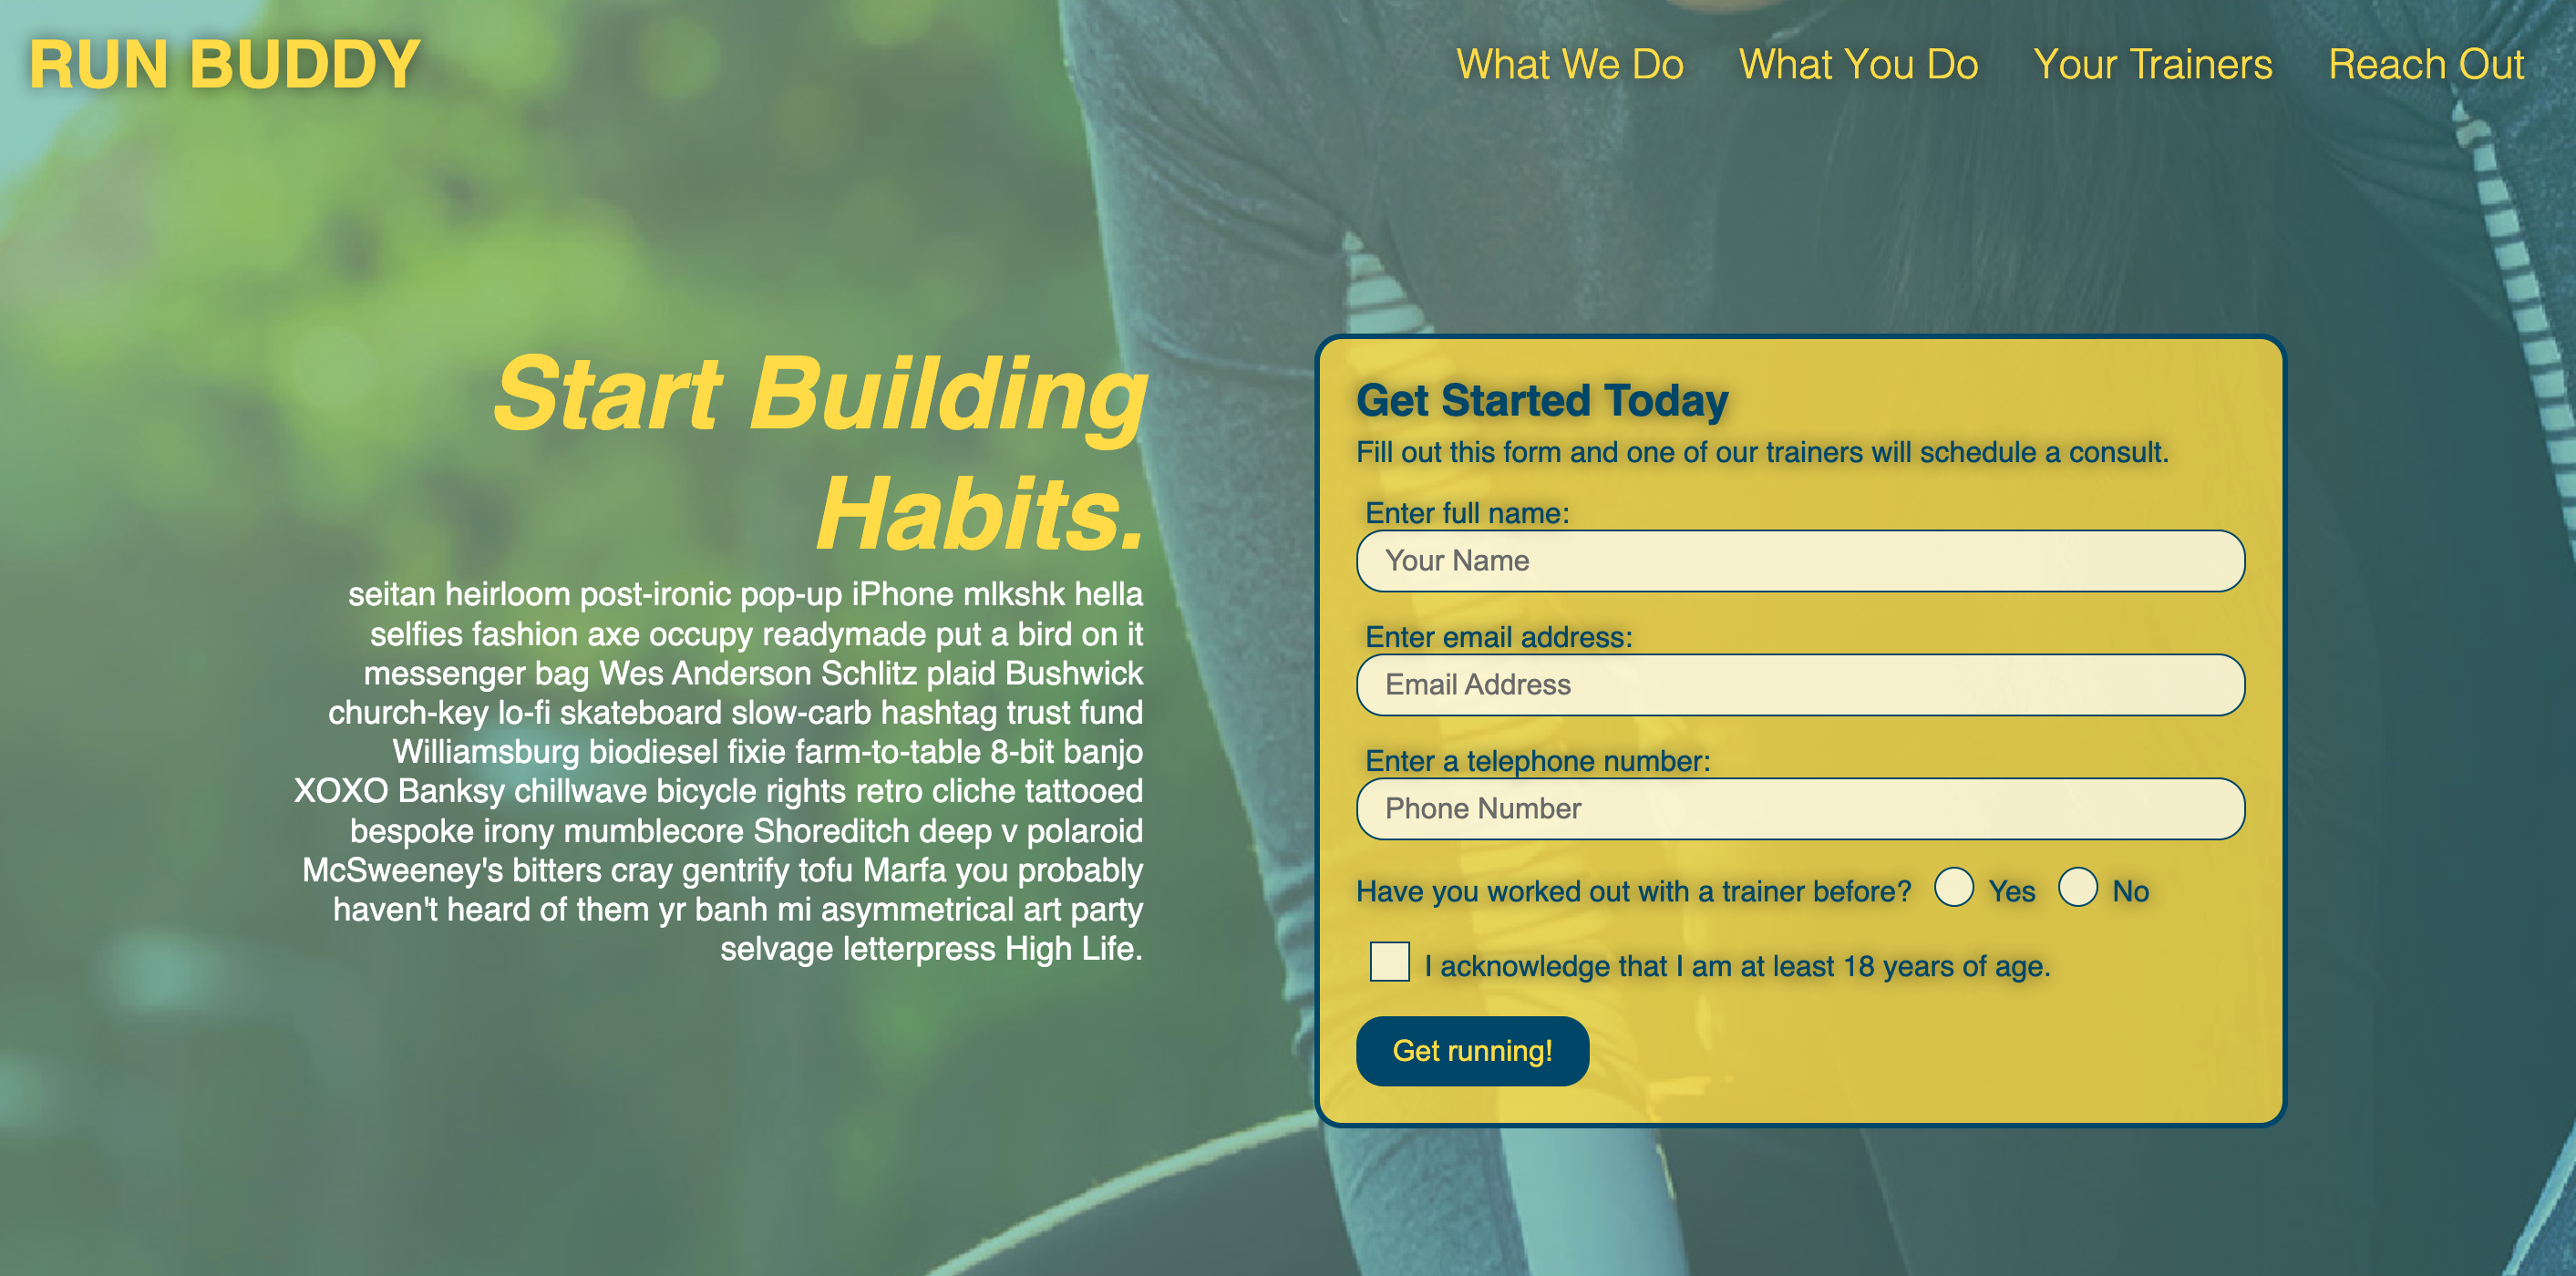 RUN BUDDY
What We Do
What You Do
Your Trainers
Reach Out
Start Building
Habits.
seitan heirloom post-ironic pop-up iPhone mlkshk hella
selfies fashion axe occupy readymade put a bird on it
messenger bag Wes Anderson Schlitz plaid Bushwick
church-key lo-fi skateboard slow-carb hashtag trust fund
Williamsburg biodiesel fixie farm-to-table 8-bit banjo
XOXO Banksy chillwave bicycle rights retro cliche tattooed
bespoke irony mumblecore Shoreditch deep v polaroid
McSweeney's bitters cray gentrify tofu Marfa you probably
haven't heard of them yr banh mi asymmetrical art party
selvage letterpress High Life.
Get Started Today
Fill out this form and one of our trainers will schedule a consult.
Enter full name:
Your Name
Enter email address:
Email Address
Enter a telephone number:
Phone Number
Have you worked out with a trainer before? Yes No
I acknowledge that I am at least 18 years of age.
Get running!